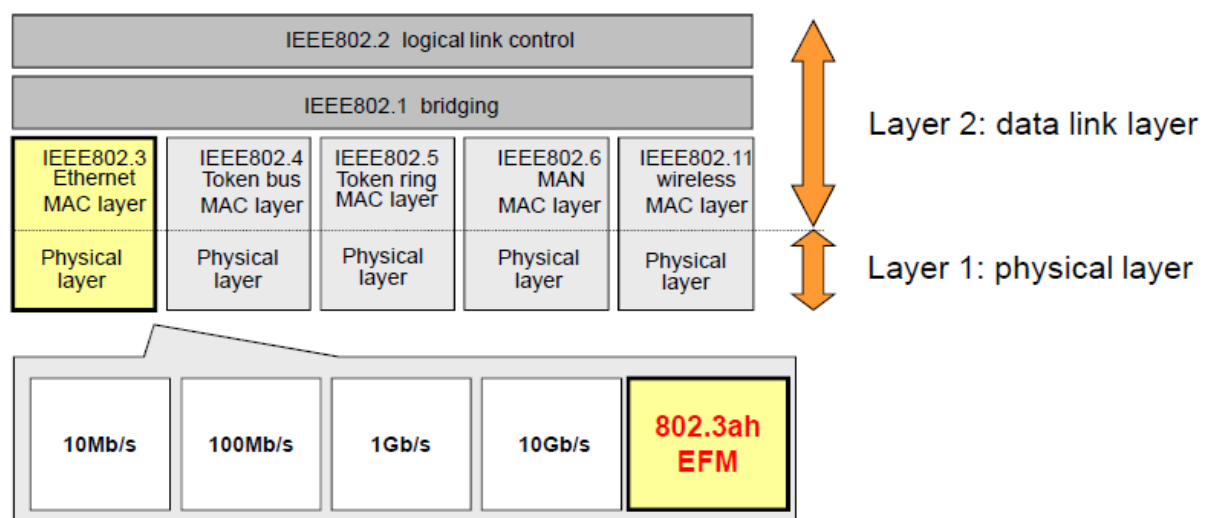 IEEE802.2 logical link control
IEEE802.1 bridging
Layer 2: data link layer
IEEE802.3
Ethernet
MAC layer
IEEE802.4
Token bus
MAC layer
IEEE802.5
Token ring
MAC layer
IEEE802.6
MAN
MAC layer
IEEE802.11
wireless
MAC layer
Physical
layer
Physical
layer
Physical
layer
Physical
layer
Physical
layer
Layer 1: physical layer
10Mb/s
100Mb/s
1Gb/s
10Gb/s
802.3ah
EFM